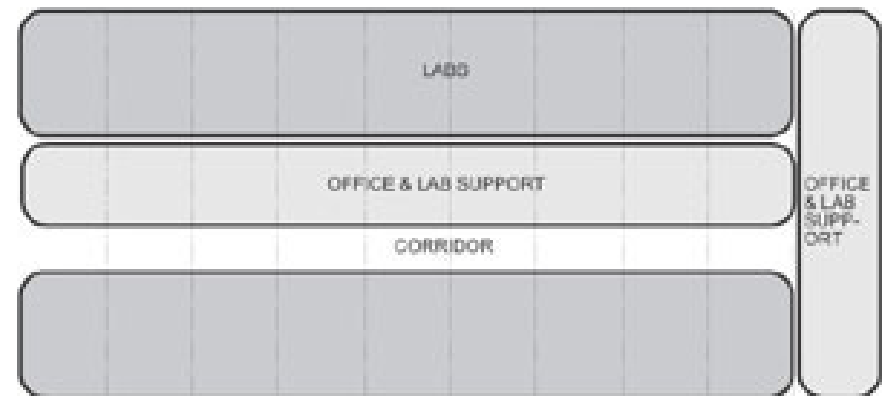 LABS
OFFICE & LAB SUPPORT
OFFICE
& LAB
SUPP-
ORT
CORRIDOR